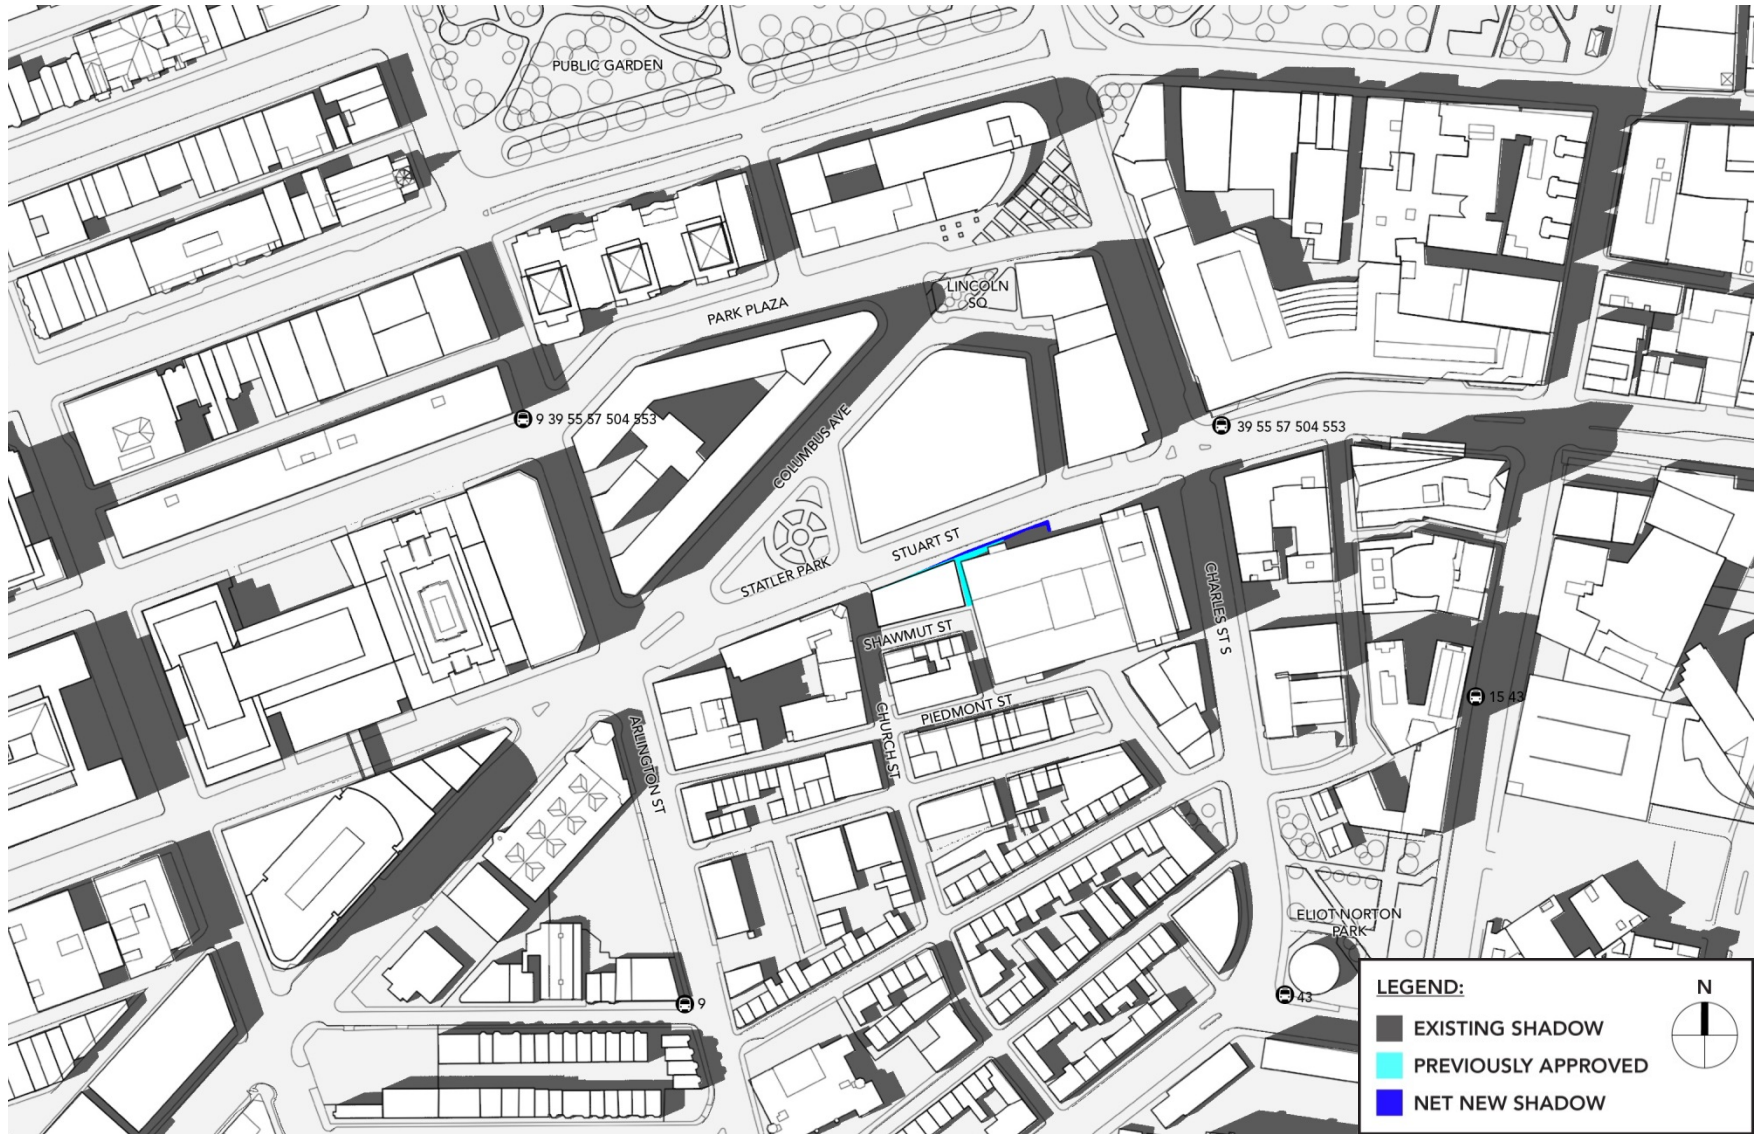 PUBLIC GARDEN
LINCOLN
SQ
PARK PLAZA
9 39 55 57 504 553
39 55 57 504 553
COLUMBUS AVE
STUART ST
STATLER PARK
CHARLES ST S
SHAWMUT ST
15 43
PIEDMONT ST
CHURCH ST
ARLINGTON ST
ELIOT NORTON
PARK
9
43
LEGEND:
N
EXISTING SHADOW
PREVIOUSLY APPROVED
NET NEW SHADOW